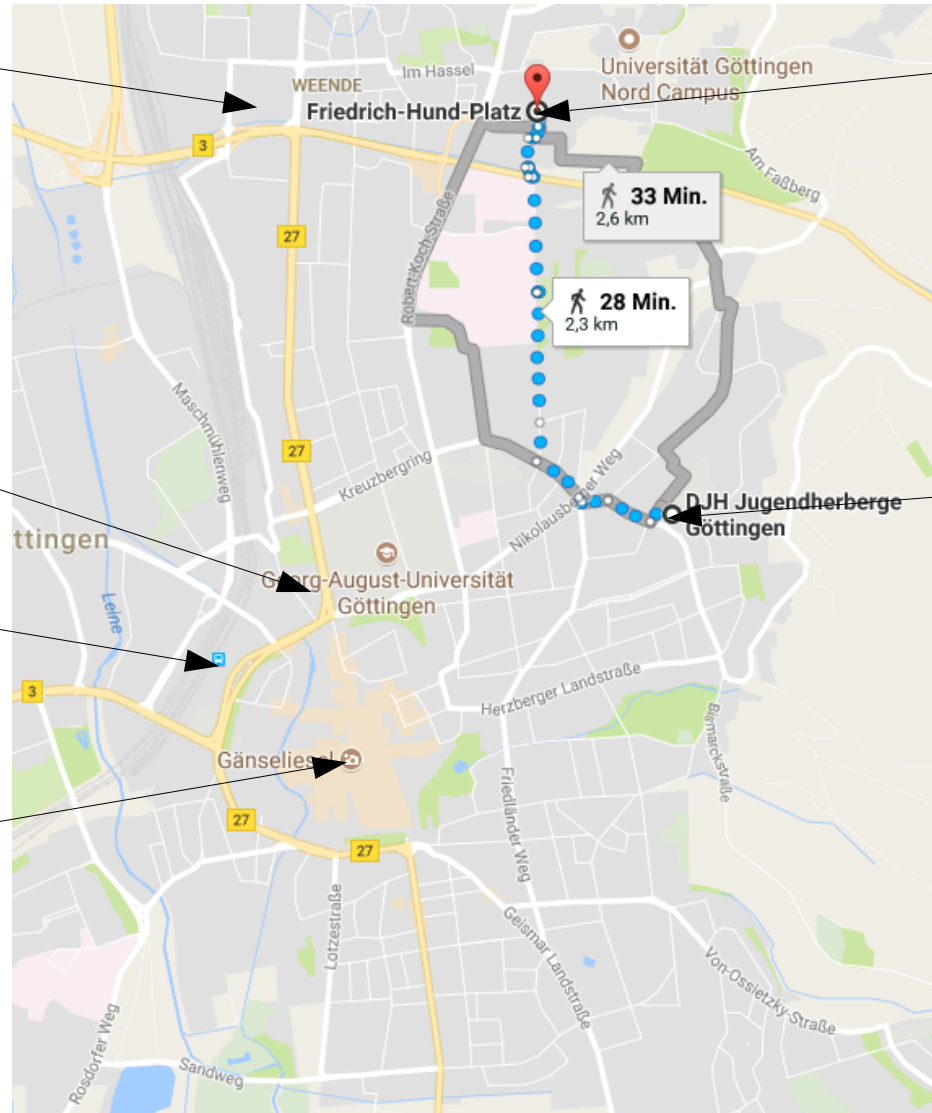 Im Hassel
Universität Göttingen
Nord Campus
WEENDE
Friedrich-Hund-Platz
3
Am Faßberg
33 Min.
2,6 km
Robert-Koch-Straße
27
28 Min.
2,3 km
Maschmühlenweg
27
Kreuzbergring
Nikolausberger Weg
DJH Jugendherberge
Göttingen
ttingen
Georg-August-Universität
Göttingen
Leine
3
Herzberger Landstraße
Bismarckstraße
Gänseliesel
Friedländer Weg
27
27
Lotzestraße
Geismar Landstraße
Von-Ossietzky-Straße
Rosdorfer Weg
Sandweg